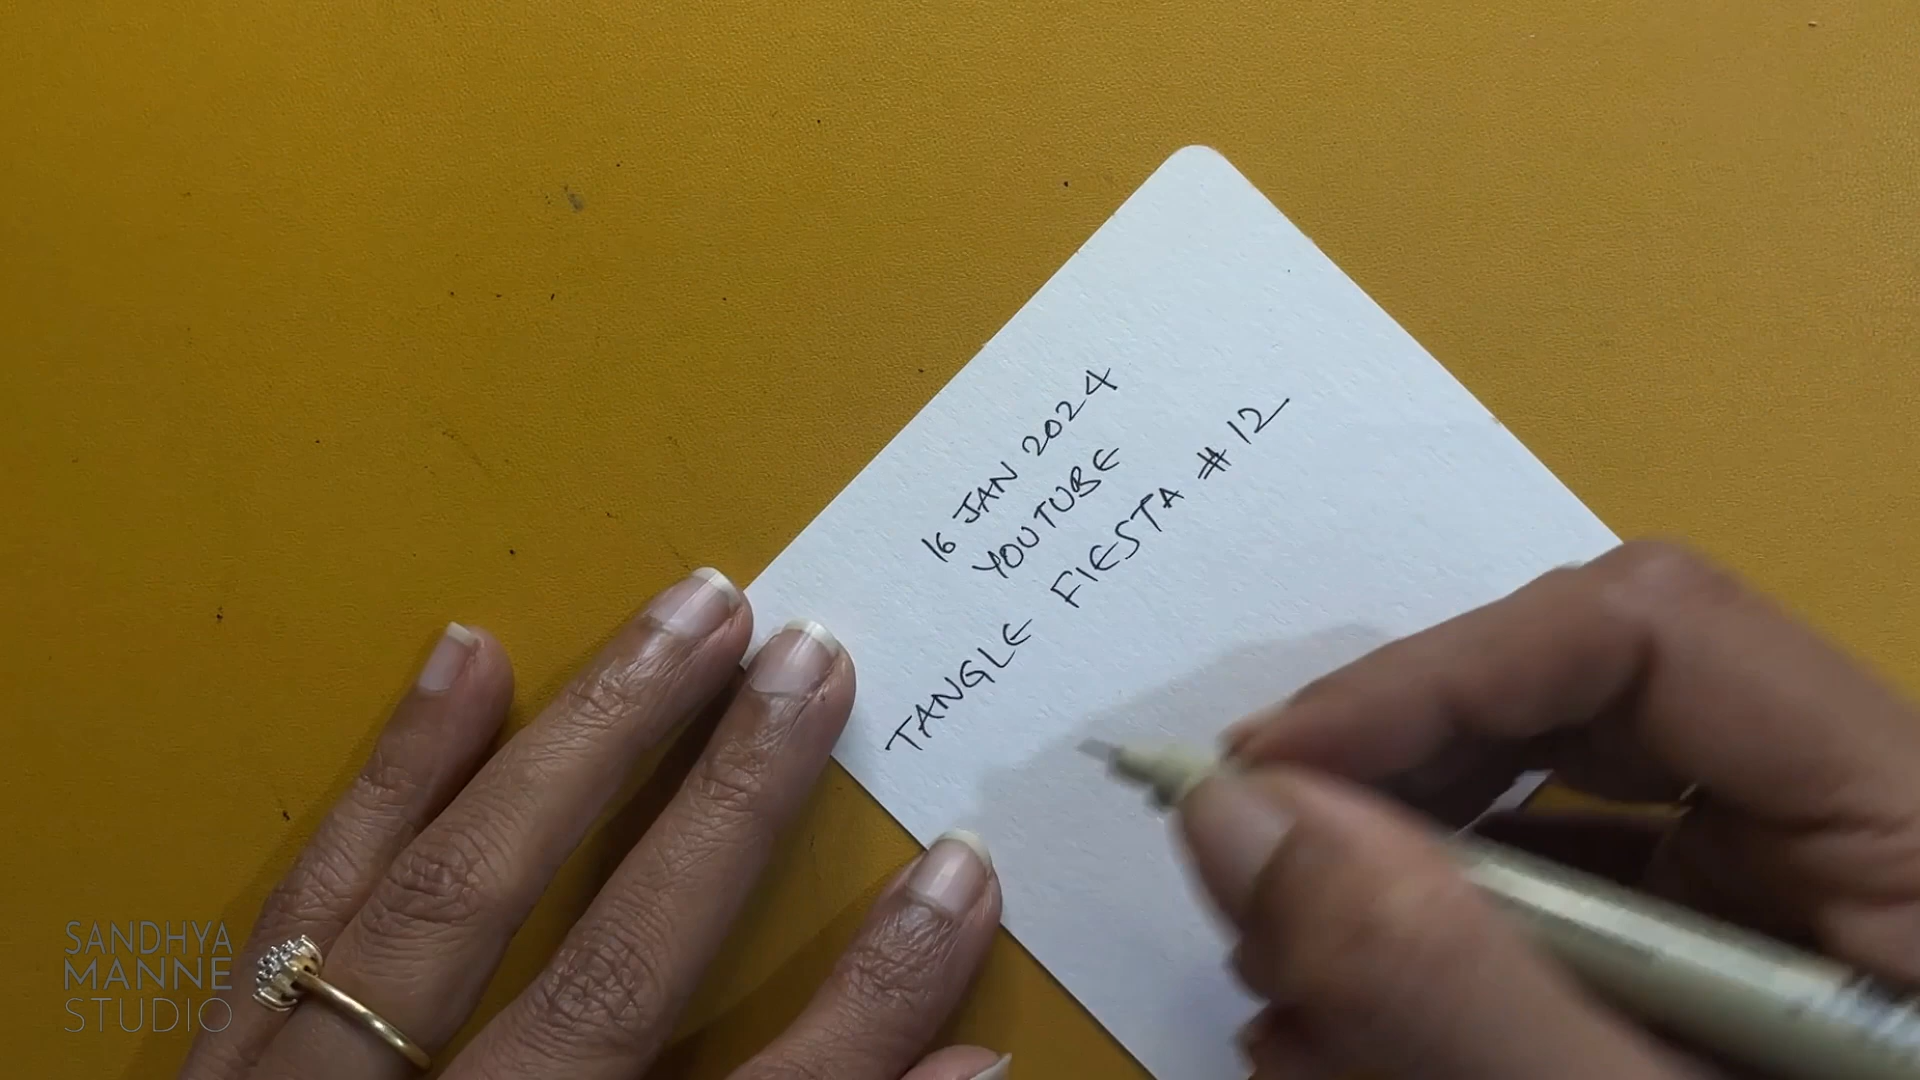 16 JAN 2024
YOUTUBE
TANGLE FIESTA #12
SANDHYA
MANNE
STUDIO